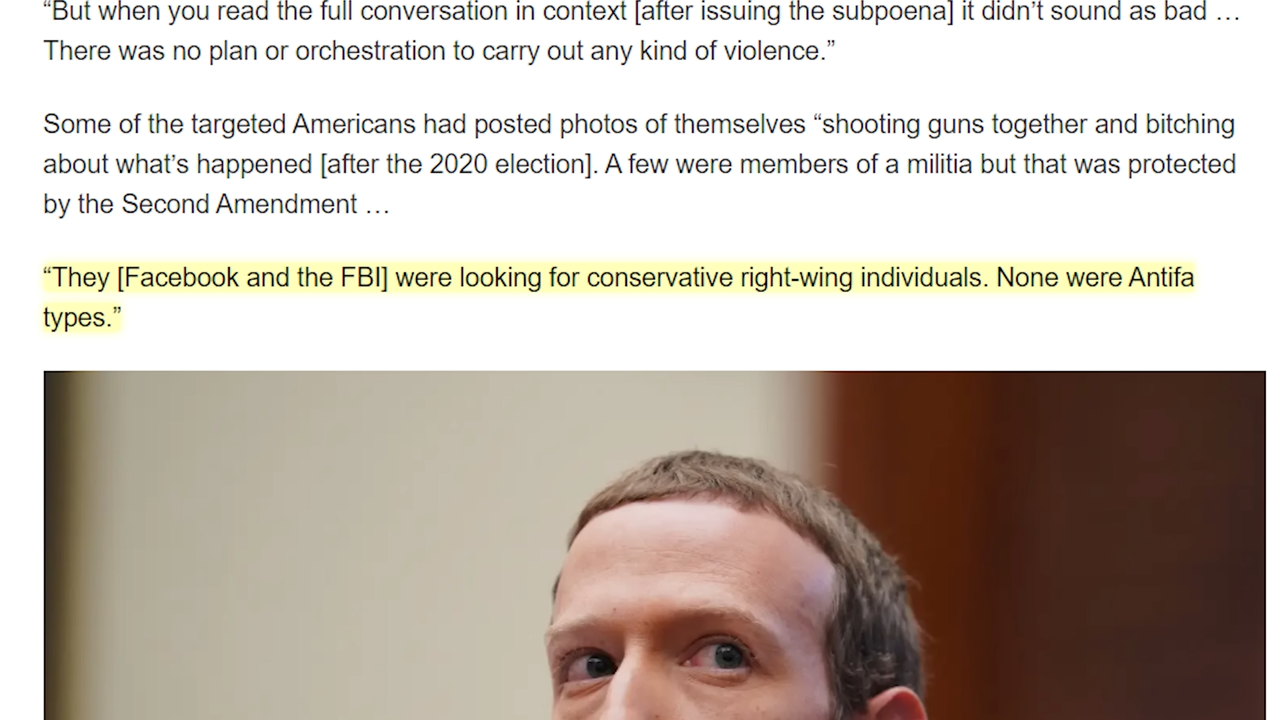 “But when you read the full conversation in context [after issuing the subpoena] it didn’t sound as bad …
There was no plan or orchestration to carry out any kind of violence.”
Some of the targeted Americans had posted photos of themselves “shooting guns together and bitching
about what’s happened [after the 2020 election]. A few were members of a militia but that was protected
by the Second Amendment …
“They [Facebook and the FBI] were looking for conservative right-wing individuals. None were Antifa
types.”